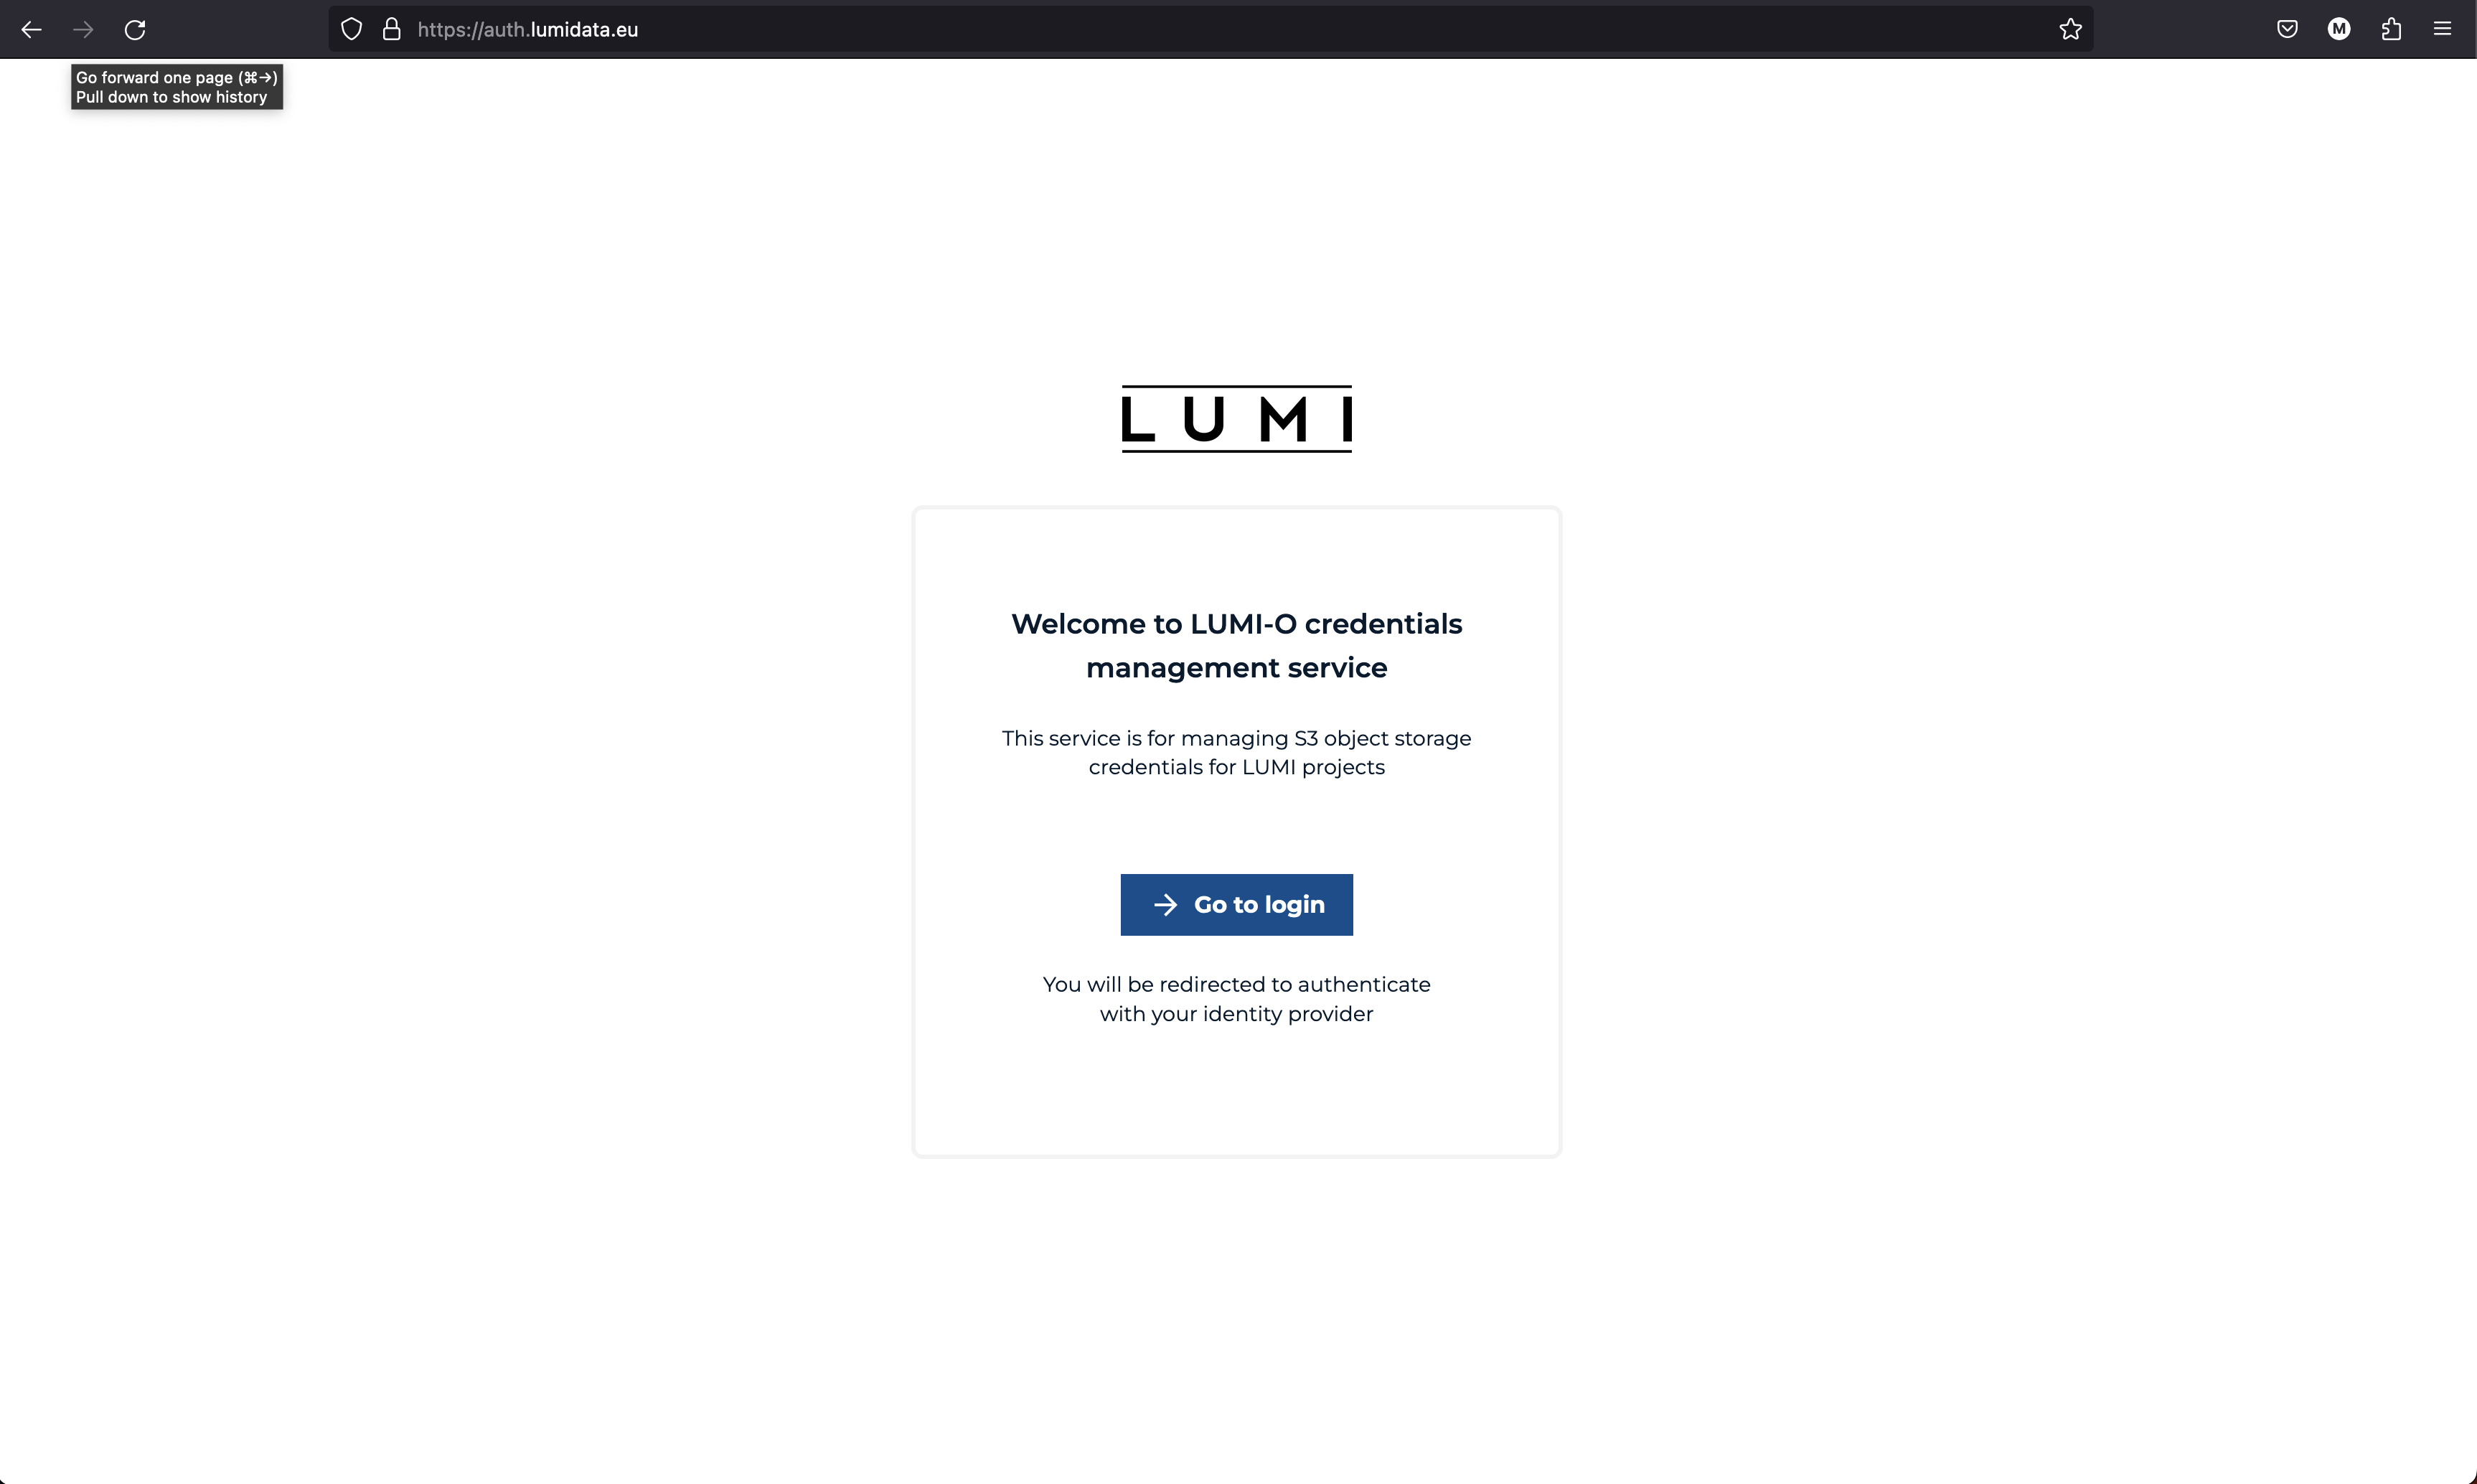 https://auth.lumidata.eu
M
Go forward one page (⌘→)
Pull down to show history
LUMI
Welcome to LUMI-O credentials
management service
This service is for managing S3 object storage
credentials for LUMI projects
Go to login
You will be redirected to authenticate
with your identity provider